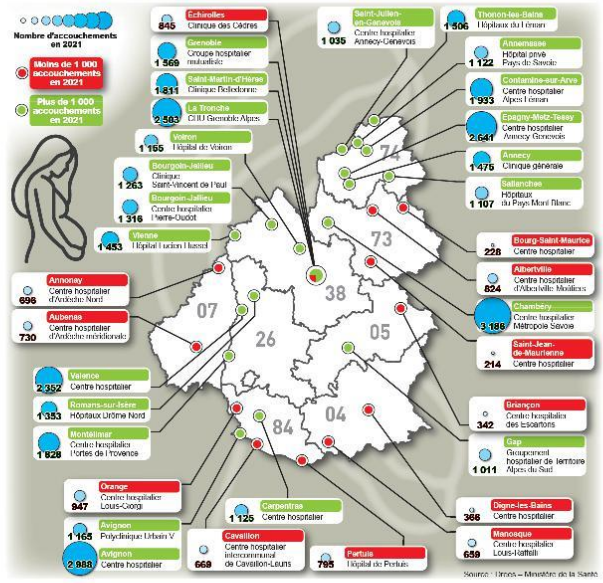 Nombre d'accouchements
en 2021
Moins de 1 000
accouchements
en 2021
Plus de 1 000
accouchements
en 2021
Echirolles
845
Clinique des Cèdres
Grenoble
1 569
Groupe hospitalier
mutualiste
Saint-Martin-d'Hères
1 811
Clinique Belledonne
La Tronche
2 503
CHU Grenoble Alpes
Voiron
1 165
Hôpital de Voiron
Bourgoin-Jallieu
1 263
Clinique
Saint-Vincent de Paul
Bourgoin-Jallieu
1 316
Centre hospitalier
Pierre-Oudot
Vienne
1 453
Hôpital Lucien Hussel
Saint-Julien-
en-Genevois
1 035
Centre hospitalier
Annecy-Genevois
Thonon-les-Bains
1 506
Hôpitaux du Léman
Annemasse
1 122
Hôpital privé
Pays de Savoie
Contamine-sur-Arve
1 933
Centre hospitalier
Alpes Léman
Epagny-Metz-Tessy
2 641
Centre hospitalier
Annecy Genevois
Annecy
1 475
Clinique générale
Sallanches
1 107
Hôpitaux
du Pays Mont Blanc
Bourg-Saint-Maurice
228
Centre hospitalier
Albertville
824
Centre hospitalier
d'Albertville Moûtiers
Chambéry
3 186
Centre hospitalier
Métropole Savoie
Saint-Jean-
de-Maurienne
214
Centre hospitalier
Briançon
342
Centre hospitalier
des Escartons
Gap
1 011
Groupement
hospitalier de Territoire
Alpes du Sud
Digne-les-Bains
366
Centre hospitalier
Manosque
659
Centre hospitalier
Louis-Raffalli
Annonay
696
Centre hospitalier
d'Ardèche Nord
Aubenas
730
Centre hospitalier
d'Ardèche méridionale
Valence
2 352
Centre hospitalier
Romans-sur-Isère
1 353
Hôpitaux Drôme Nord
Montélimar
1 828
Centre hospitalier
Portes de Provence
Orange
947
Centre hospitalier
Louis-Giorgi
Avignon
1 165
Polyclinique Urbain V
Avignon
2 988
Centre hospitalier
Cavaillon
669
Centre hospitalier
intercommunal
de Cavaillon-Lauris
Carpentras
1 125
Centre hospitalier
Pertuis
795
Hôpital de Pertuis
74
73
38
07
26
05
84
04
Source : Drees – Ministère de la Santé